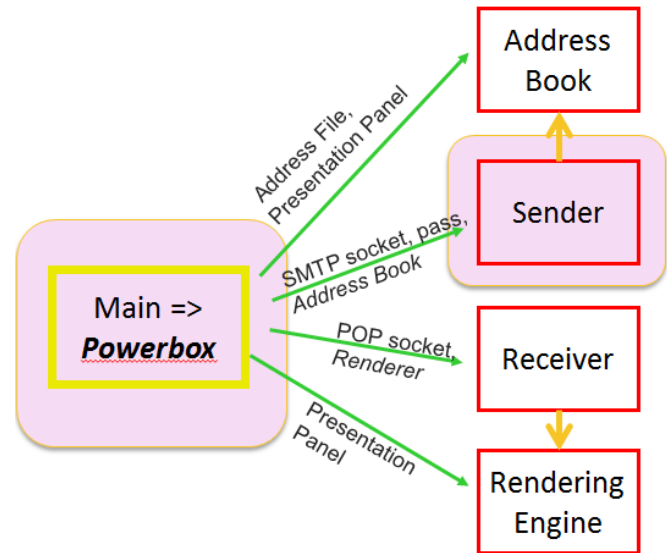 Address
Book
Address File,
Presentation Panel
Sender
SMTP socket, pass,
Address Book
Main =>
Powerbox
POP socket,
Renderer
Receiver
Presentation
Panel
Rendering
Engine